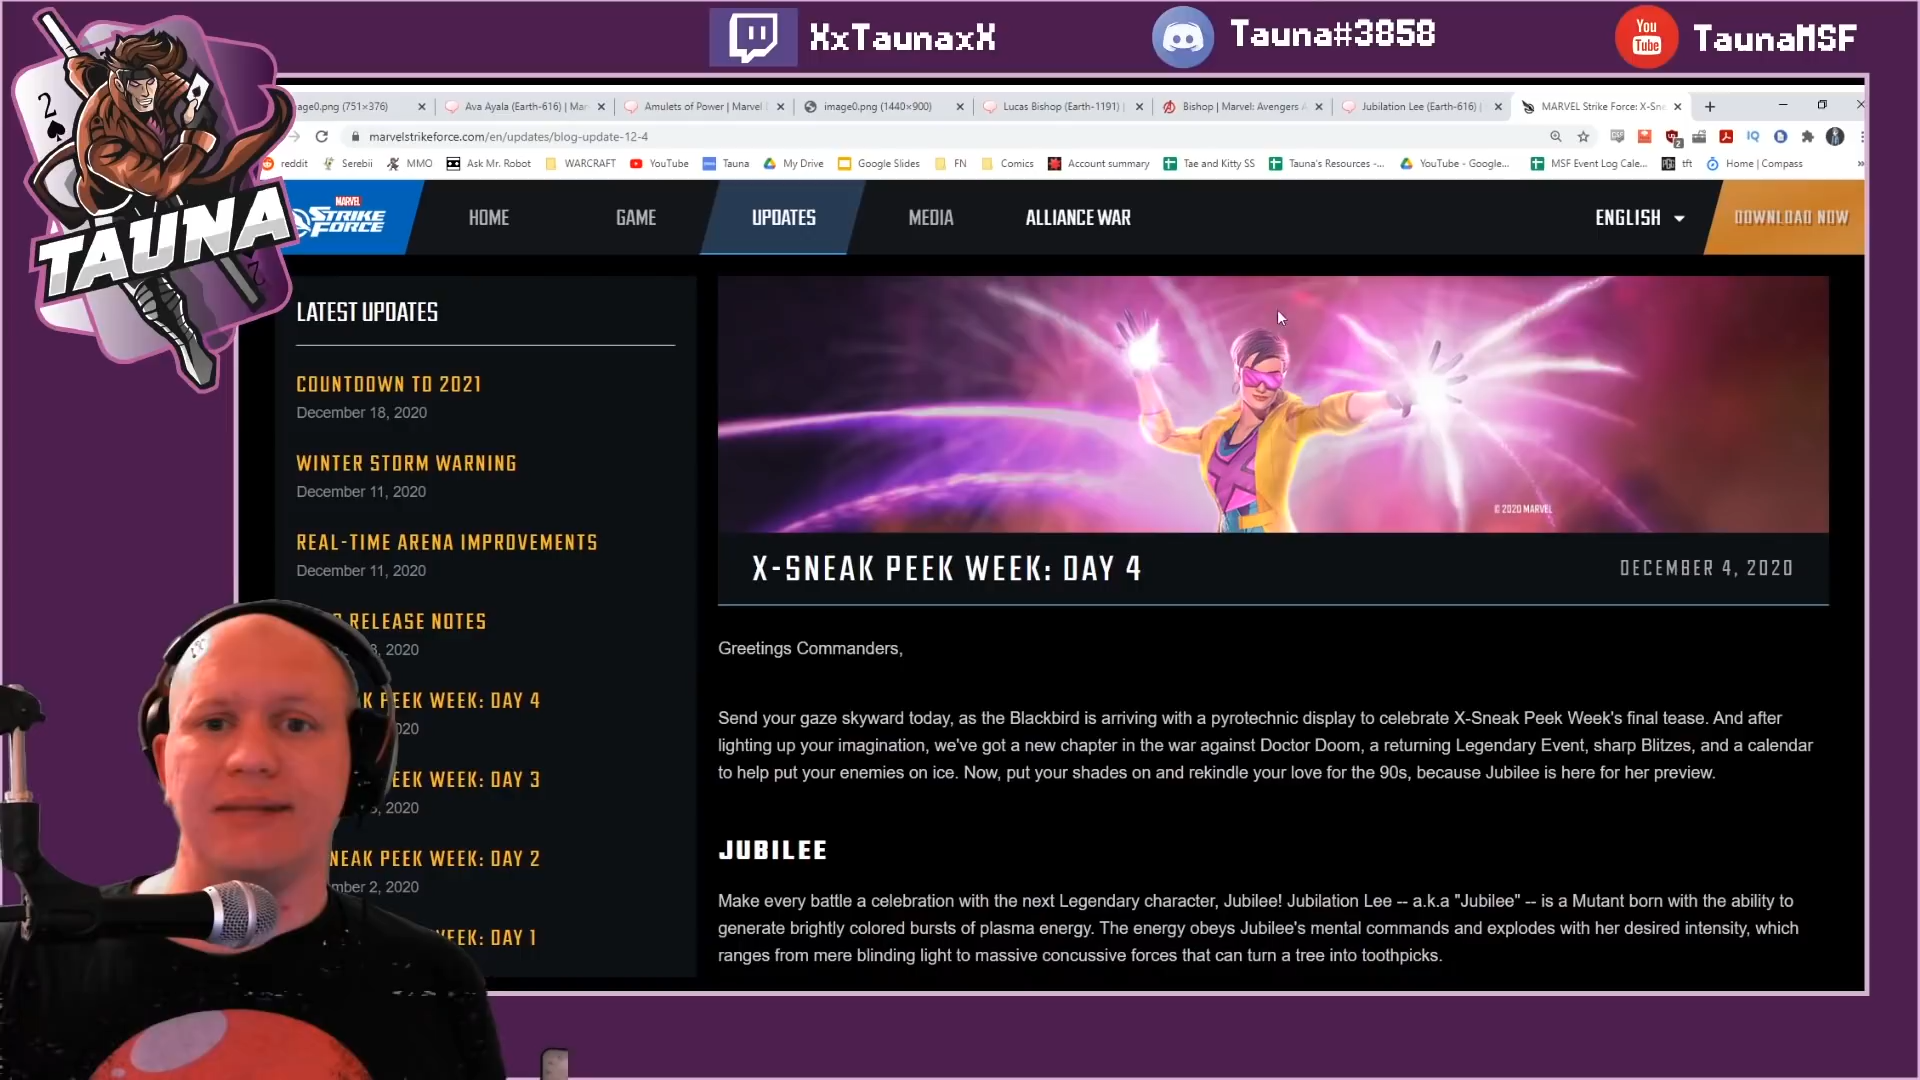 XxTaunaxX
Tauna#3858
You
Tube
TaunaMSF
2
2
TAUNA
age0.png (751×376)
Ava Ayala (Earth-616) | Mar
Amulets of Power | Marvel
image0.png (1440×900)
Lucas Bishop (Earth-1191) |
Bishop | Marvel: Avengers A
Jubilation Lee (Earth-616) |
MARVEL Strike Force: X-Sne
marvelstrikeforce.com/en/updates/blog-update-12-4
reddit
Serebii
MMO
Ask Mr. Robot
WARCRAFT
YouTube
Tauna
My Drive
Google Slides
FN
Comics
Account summary
Tae and Kitty SS
Tauna's Resources -...
YouTube - Google...
MSF Event Log Cale...
tft
Home | Compass
MARVEL
STRIKE
FORCE
HOME
GAME
UPDATES
MEDIA
ALLIANCE WAR
ENGLISH
DOWNLOAD NOW
LATEST UPDATES
COUNTDOWN TO 2021
December 18, 2020
WINTER STORM WARNING
December 11, 2020
REAL-TIME ARENA IMPROVEMENTS
December 11, 2020
RELEASE NOTES
, 2020
K PEEK WEEK: DAY 4
020
EEK WEEK: DAY 3
, 2020
NEAK PEEK WEEK: DAY 2
mber 2, 2020
EEK: DAY 1
© 2020 MARVEL
X-SNEAK PEEK WEEK: DAY 4
DECEMBER 4, 2020
Greetings Commanders,
Send your gaze skyward today, as the Blackbird is arriving with a pyrotechnic display to celebrate X-Sneak Peek Week's final tease. And after
lighting up your imagination, we've got a new chapter in the war against Doctor Doom, a returning Legendary Event, sharp Blitzes, and a calendar
to help put your enemies on ice. Now, put your shades on and rekindle your love for the 90s, because Jubilee is here for her preview.
JUBILEE
Make every battle a celebration with the next Legendary character, Jubilee! Jubilation Lee -- a.k.a "Jubilee" -- is a Mutant born with the ability to
generate brightly colored bursts of plasma energy. The energy obeys Jubilee's mental commands and explodes with her desired intensity, which
ranges from mere blinding light to massive concussive forces that can turn a tree into toothpicks.